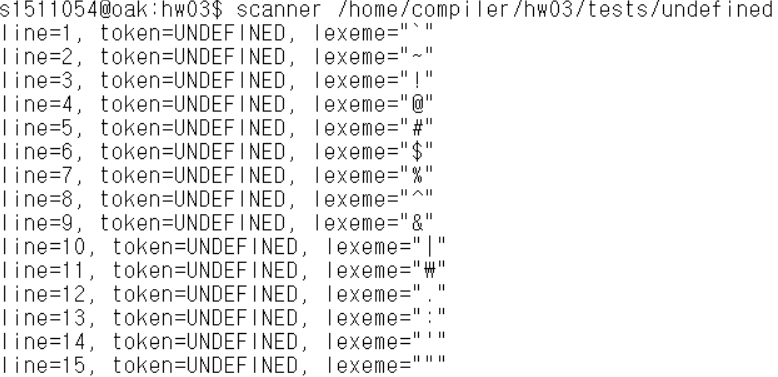 s1511054@oak:hw03$ scanner /home/compiler/hw03/tests/undefined
line=1, token=UNDEFINED, lexeme="`"
line=2, token=UNDEFINED, lexeme="~"
line=3, token=UNDEFINED, lexeme="!"
line=4, token=UNDEFINED, lexeme="@"
line=5, token=UNDEFINED, lexeme="#"
line=6, token=UNDEFINED, lexeme="$"
line=7, token=UNDEFINED, lexeme="%"
line=8, token=UNDEFINED, lexeme="^"
line=9, token=UNDEFINED, lexeme="&"
line=10, token=UNDEFINED, lexeme="|"
line=11, token=UNDEFINED, lexeme="₩"
line=12, token=UNDEFINED, lexeme="."
line=13, token=UNDEFINED, lexeme=":"
line=14, token=UNDEFINED, lexeme="'"
line=15, token=UNDEFINED, lexeme="""